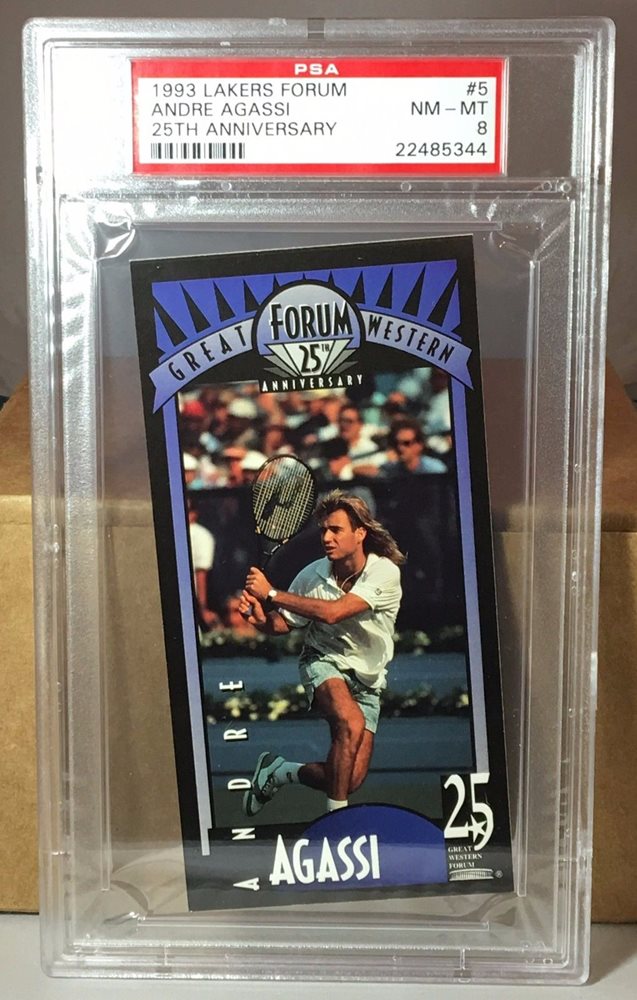 PSA
1993 LAKERS FORUM #5
ANDRE AGASSI NM – MT
25TH ANNIVERSARY 8
22485344
GREAT FORUM WESTERN
25TH
ANNIVERSARY
ANDRE
AGASSI
25
GREAT
WESTERN
FORUM
®